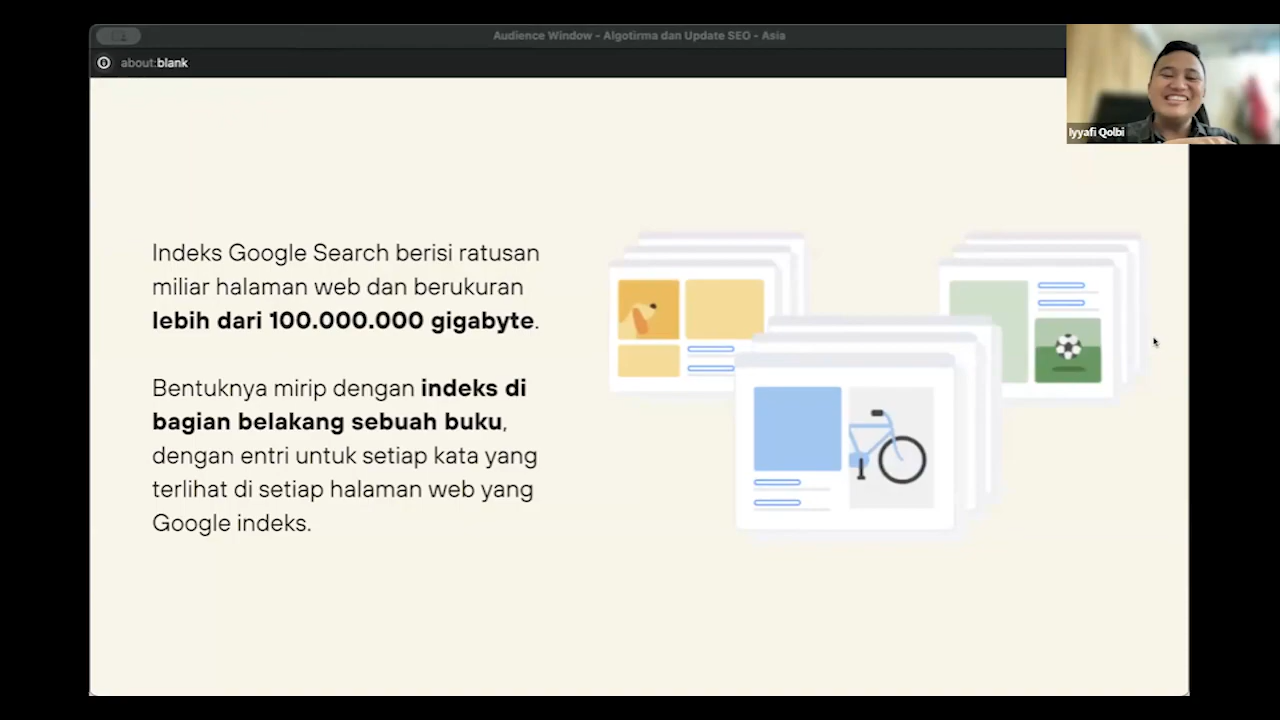 Audience Window - Algotirma dan Update SEO - Asia
about:blank
Iyyafi Qolbi
Indeks Google Search berisi ratusan
miliar halaman web dan berukuran
lebih dari 100.000.000 gigabyte.
Bentuknya mirip dengan indeks di
bagian belakang sebuah buku,
dengan entri untuk setiap kata yang
terlihat di setiap halaman web yang
Google indeks.